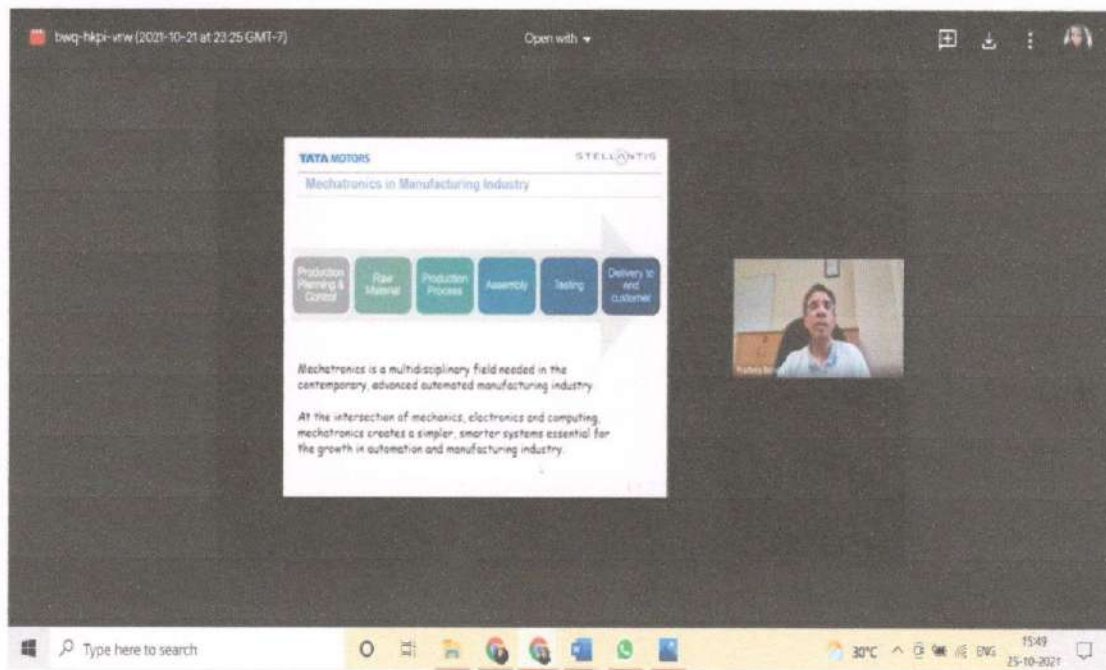 bwq-hkpi-vrw (2021-10-21 at 23:25 GMT-7)
Open with
TATA MOTORS
STELLANTIS
Mechatronics in Manufacturing Industry
Production Planning & Control
Raw Material
Production Process
Assembly
Testing
Delivery to end customer
Mechatronics is a multidisciplinary field needed in the
contemporary, advanced automated manufacturing industry
At the intersection of mechanics, electronics and computing,
mechatronics creates a simpler, smarter systems essential for
the growth in automation and manufacturing industry.
Type here to search
30°C
ENG
15:49
25-10-2021